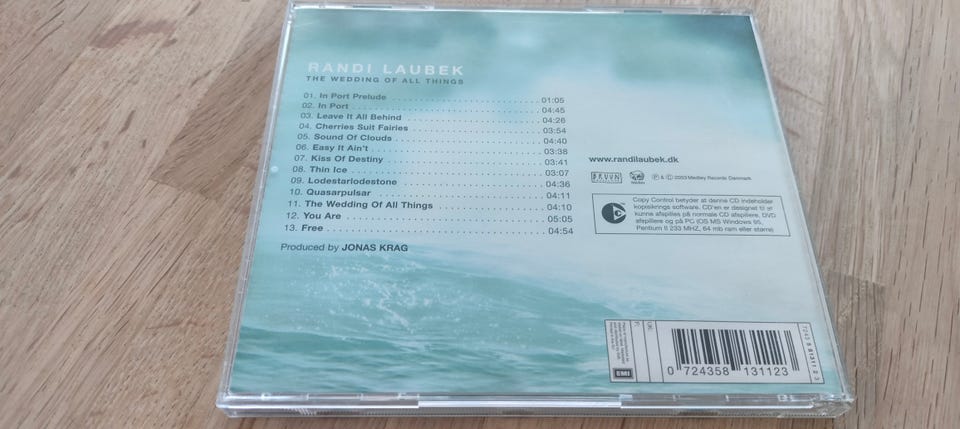 RANDI LAUBEK
THE WEDDING OF ALL THINGS
01. In Port Prelude 01:05
02. In Port 04:45
03. Leave It All Behind 04:26
04. Cherries Suit Fairies 03:54
05. Sound Of Clouds 04:40
06. Easy It Ain't 03:38
07. Kiss Of Destiny 03:41
08. Thin Ice 03:07
09. Lodestarlodestone 04:36
10. Quasarpulsar 04:11
11. The Wedding Of All Things 04:10
12. You Are 05:05
13. Free 04:54
Produced by JONAS KRAG
www.randilaubek.dk
BRUUN
℗ & © 2003 Medley Records Danmark
Copy Control betyder at denne CD indeholder
kopisikrings software. CD'en er designet til at
kunne afspilles på normale CD afspillere, DVD
afspillere og på PC (OS MS Windows 95,
Pentium II 233 MHZ, 64 mb ram eller større)
EMI
0 724358 131123